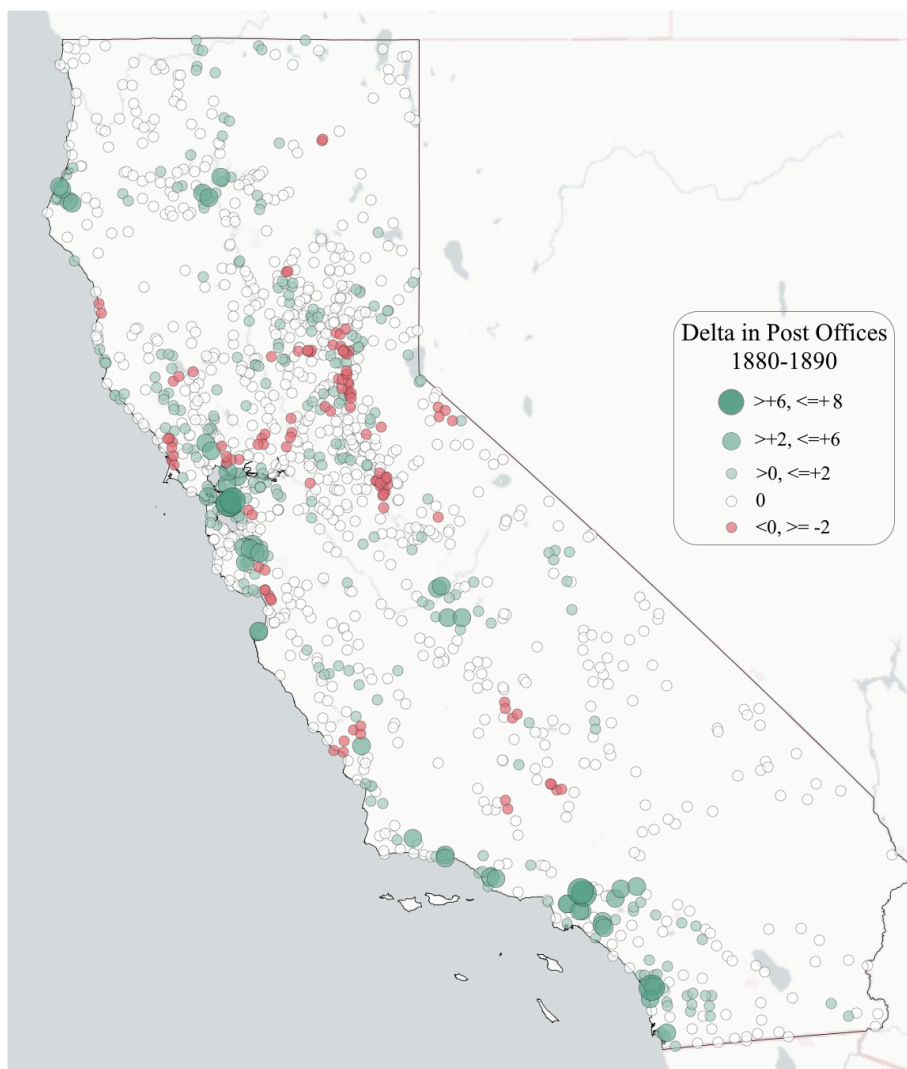 Delta in Post Offices
1880-1890
>+6, <=+8
>+2, <=+6
>0, <=+2
0
<0, >= -2